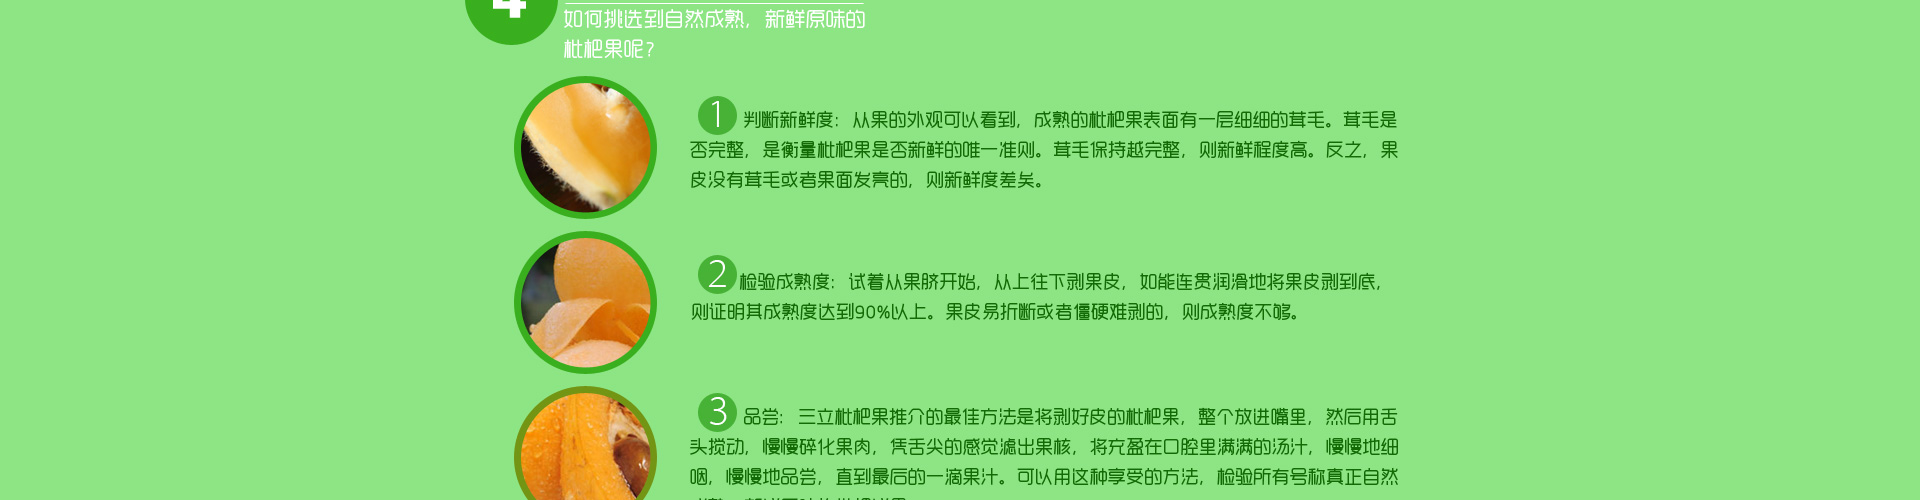 4
如何挑选到自然成熟，新鲜原味的
枇杷果呢？
1 判断新鲜度：从果的外观可以看到，成熟的枇杷果表面有一层细细的茸毛。茸毛是
否完整，是衡量枇杷果是否新鲜的唯一准则。茸毛保持越完整，则新鲜程度高。反之，果
皮没有茸毛或者果面发亮的，则新鲜度差矣。
2 检验成熟度：试着从果脐开始，从上往下剥果皮，如能连贯润滑地将果皮剥到底，
则证明其成熟度达到90%以上。果皮易折断或者僵硬难剥的，则成熟度不够。
3 品尝：三立枇杷果推介的最佳方法是将剥好皮的枇杷果，整个放进嘴里，然后用舌
头搅动，慢慢碎化果肉，凭舌尖的感觉滤出果核，将充盈在口腔里满满的汤汁，慢慢地细
咽，慢慢地品尝，直到最后的一滴果汁。可以用这种享受的方法，检验所有号称真正自然